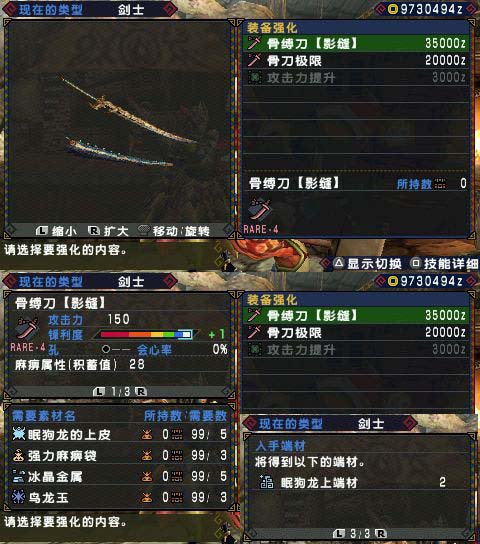 现在的类型 剑士
9730494z
装备强化
骨缚刀【影缝】 35000z
骨刀极限 20000z
攻击力提升 3000z
骨缚刀【影缝】 所持数 0
RARE-4
L 缩小 R 扩大 移动/旋转
请选择要强化的内容。
△显示切换 □技能详细
现在的类型 剑士
9730494z
骨缚刀【影缝】
攻击力 150
锋利度 +1
RARE-4
孔 ○―― 会心率 0%
麻痹属性(积蓄值) 28
L 1/3 R
需要素材名 所持数/需要数
眠狗龙的上皮 0 99/ 5
强力麻痹袋 0 99/ 3
冰晶金属 0 99/ 5
鸟龙玉 0 99/ 3
请选择要强化的内容。
装备强化
骨缚刀【影缝】 35000z
骨刀极限 20000z
攻击力提升 3000z
现在的类型 剑士
入手端材
将得到以下的端材。
眠狗龙上端材 2
L 3/3 R